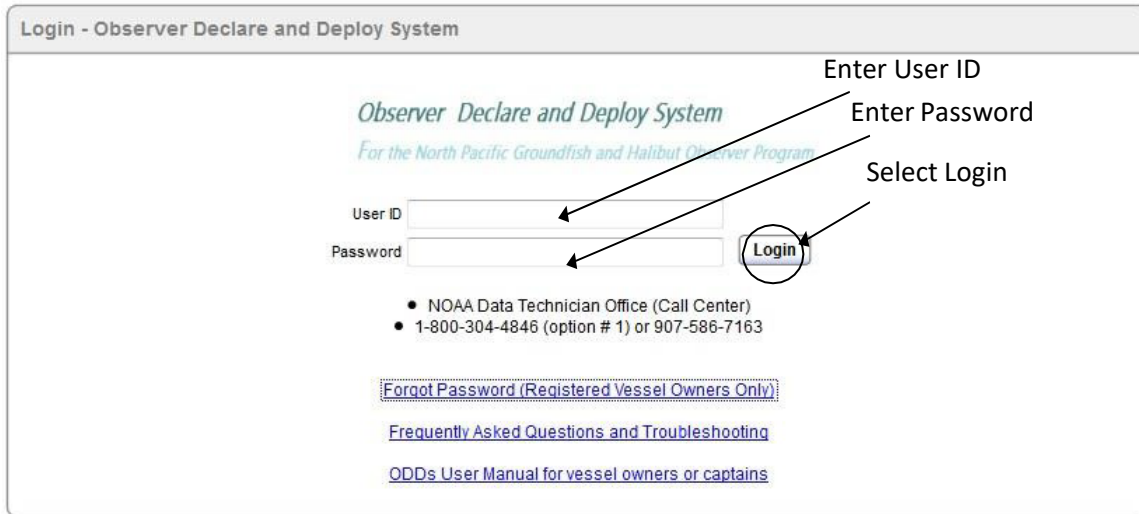 Login - Observer Declare and Deploy System
Enter User ID
Observer Declare and Deploy System
Enter Password
For the North Pacific Groundfish and Halibut Observer Program
Select Login
User ID
Password
Login
• NOAA Data Technician Office (Call Center)
• 1-800-304-4846 (option # 1) or 907-586-7163
Forgot Password (Registered Vessel Owners Only)
Frequently Asked Questions and Troubleshooting
ODDs User Manual for vessel owners or captains